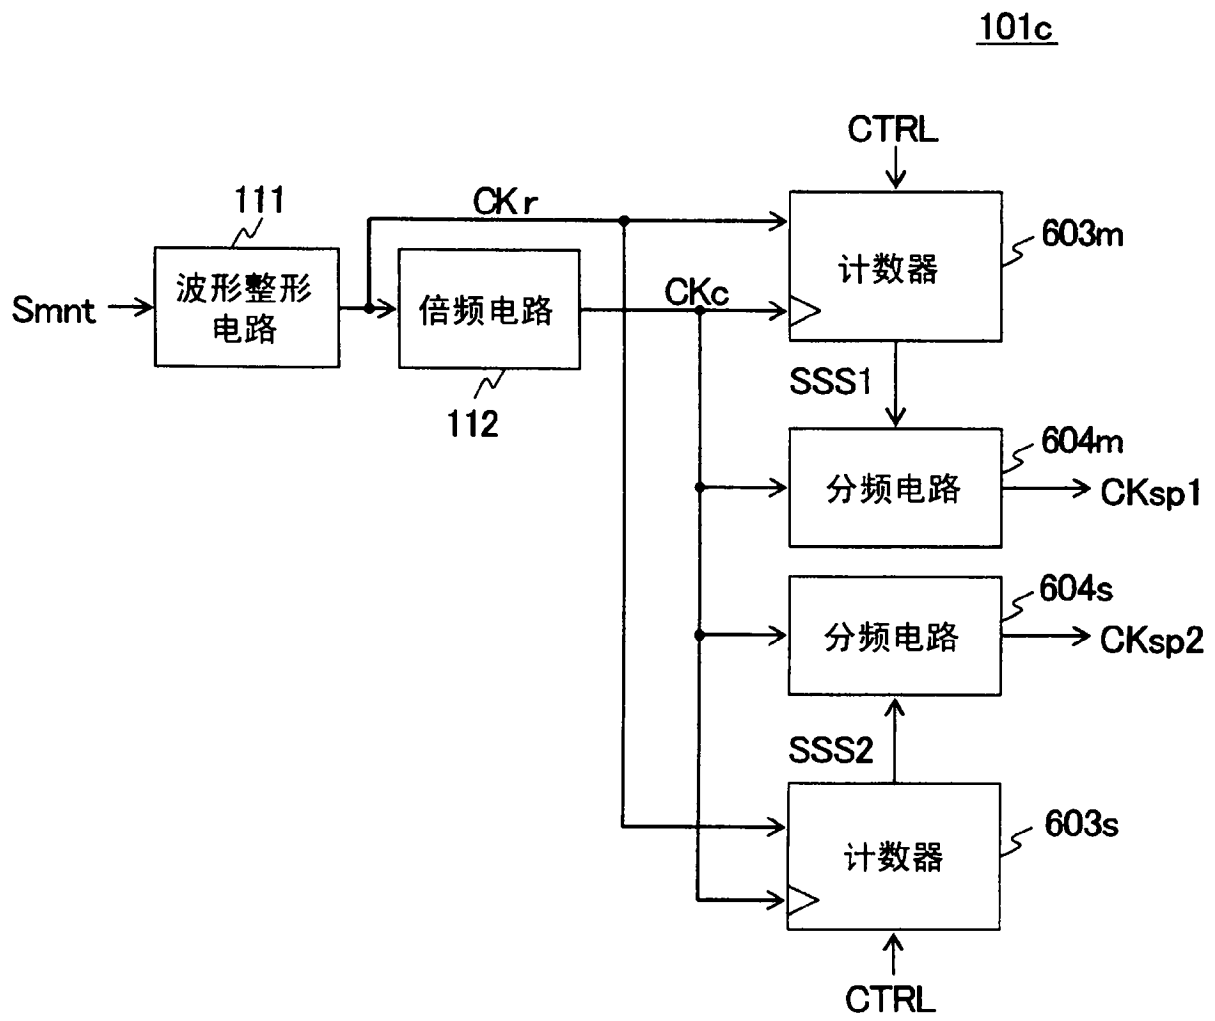 101c
CTRL
111
CKr
603m
波形整形
电路
计数器
Smnt
倍频电路
CKc
112
SSS1
604m
分频电路
CKsp1
604s
分频电路
CKsp2
SSS2
603s
计数器
CTRL